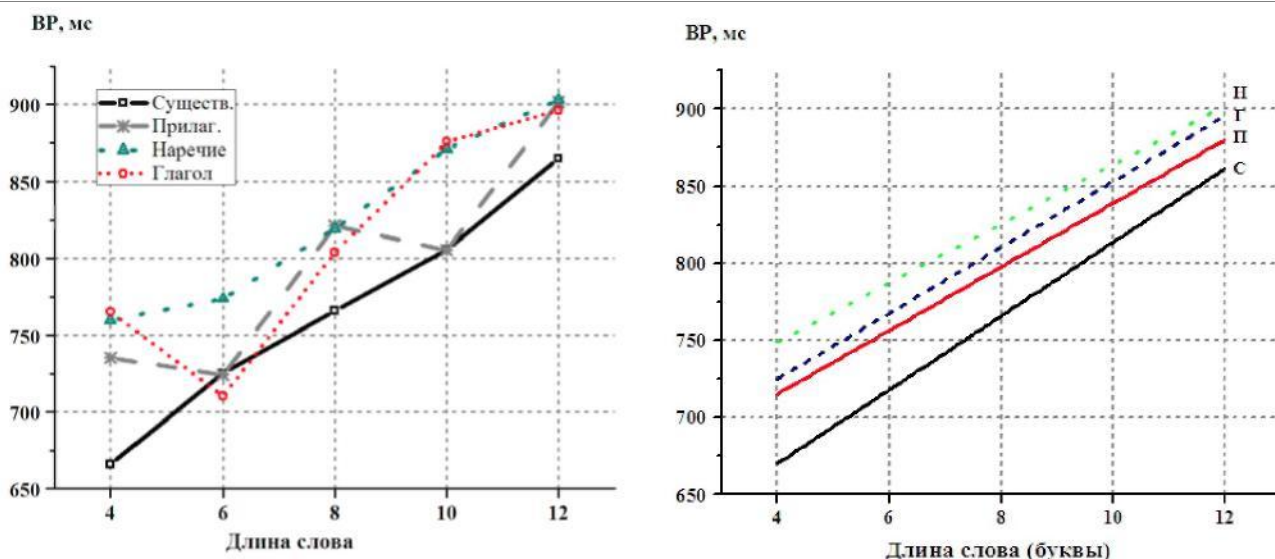 ВР, мс
900
850
800
750
700
650
Существ.
Прилаг.
Наречие
Глагол
4 6 8 10 12
Длина слова
ВР, мс
900
850
800
750
700
650
Н
Г
П
С
4 6 8 10 12
Длина слова (буквы)